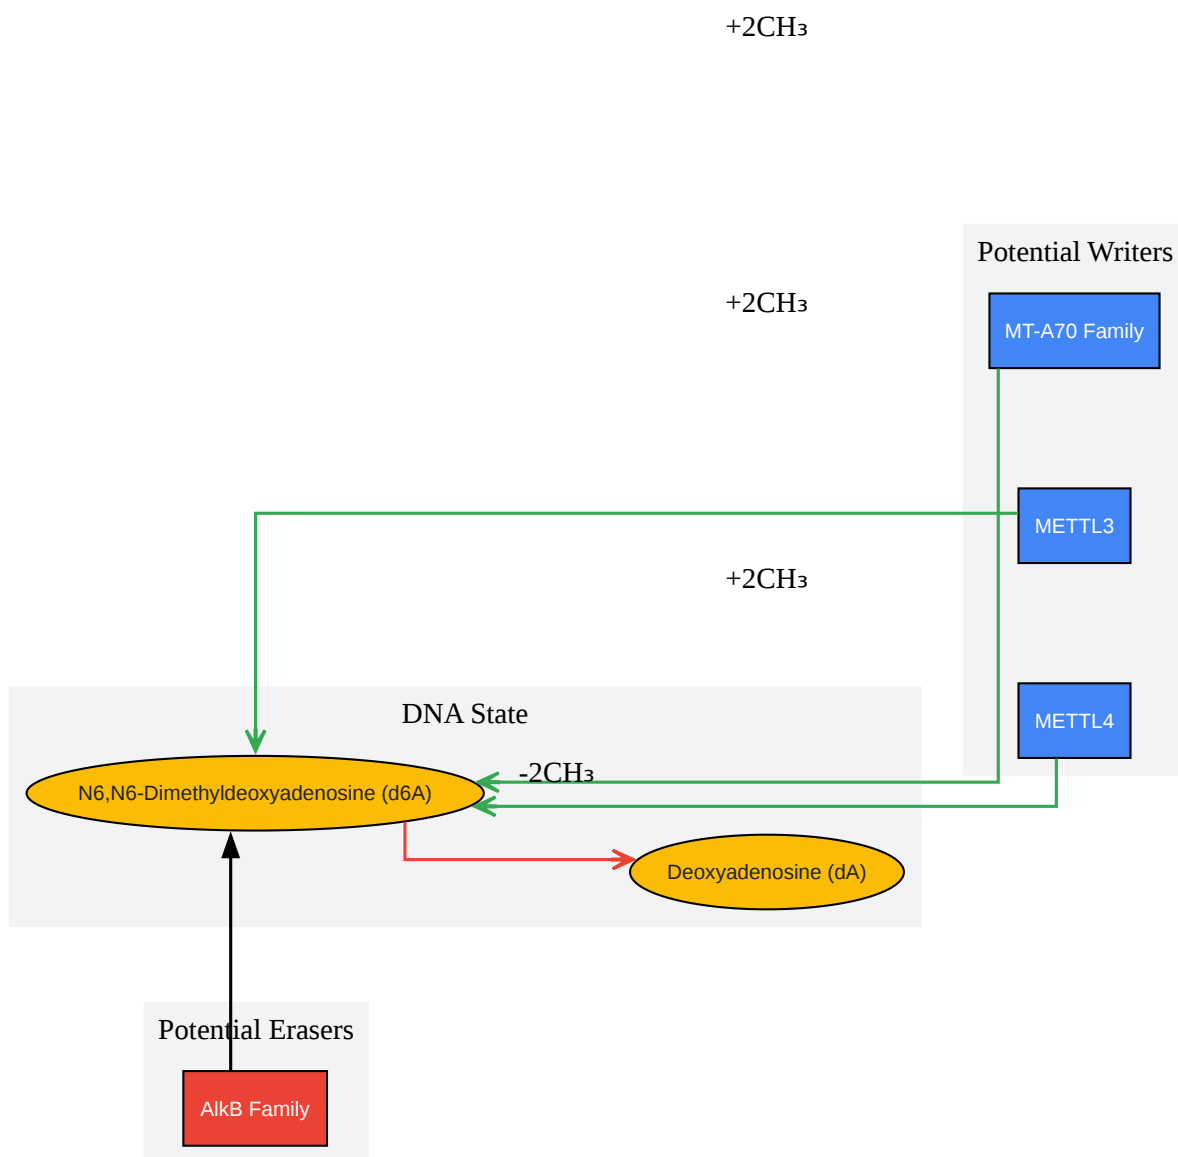 +2CH₃
Potential Writers
+2CH₃
MT-A70 Family
METTL3
+2CH₃
METTL4
DNA State
-2CH₃
N6,N6-Dimethyldeoxyadenosine (d6A)
Deoxyadenosine (dA)
Potential Erasers
AlkB Family